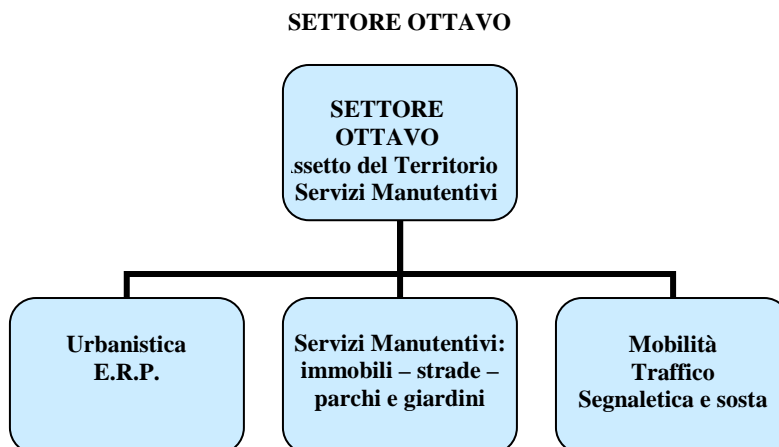 SETTORE OTTAVO
SETTORE
OTTAVO
ssetto del Territorio
Servizi Manutentivi
Urbanistica
E.R.P.
Servizi Manutentivi:
immobili – strade –
parchi e giardini
Mobilità
Traffico
Segnaletica e sosta